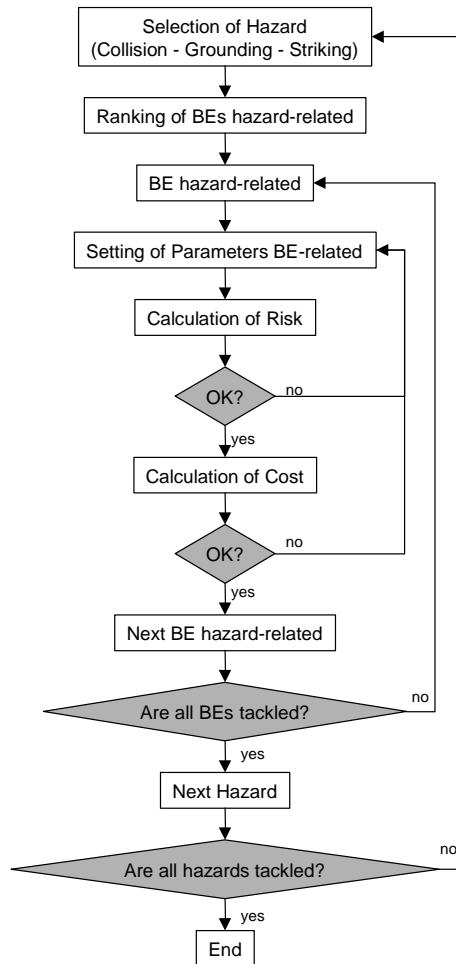 Selection of Hazard
(Collision - Grounding - Striking)
Ranking of BEs hazard-related
BE hazard-related
Setting of Parameters BE-related
Calculation of Risk
OK?
no
yes
Calculation of Cost
OK?
no
yes
Next BE hazard-related
Are all BEs tackled?
no
yes
Next Hazard
Are all hazards tackled?
no
yes
End